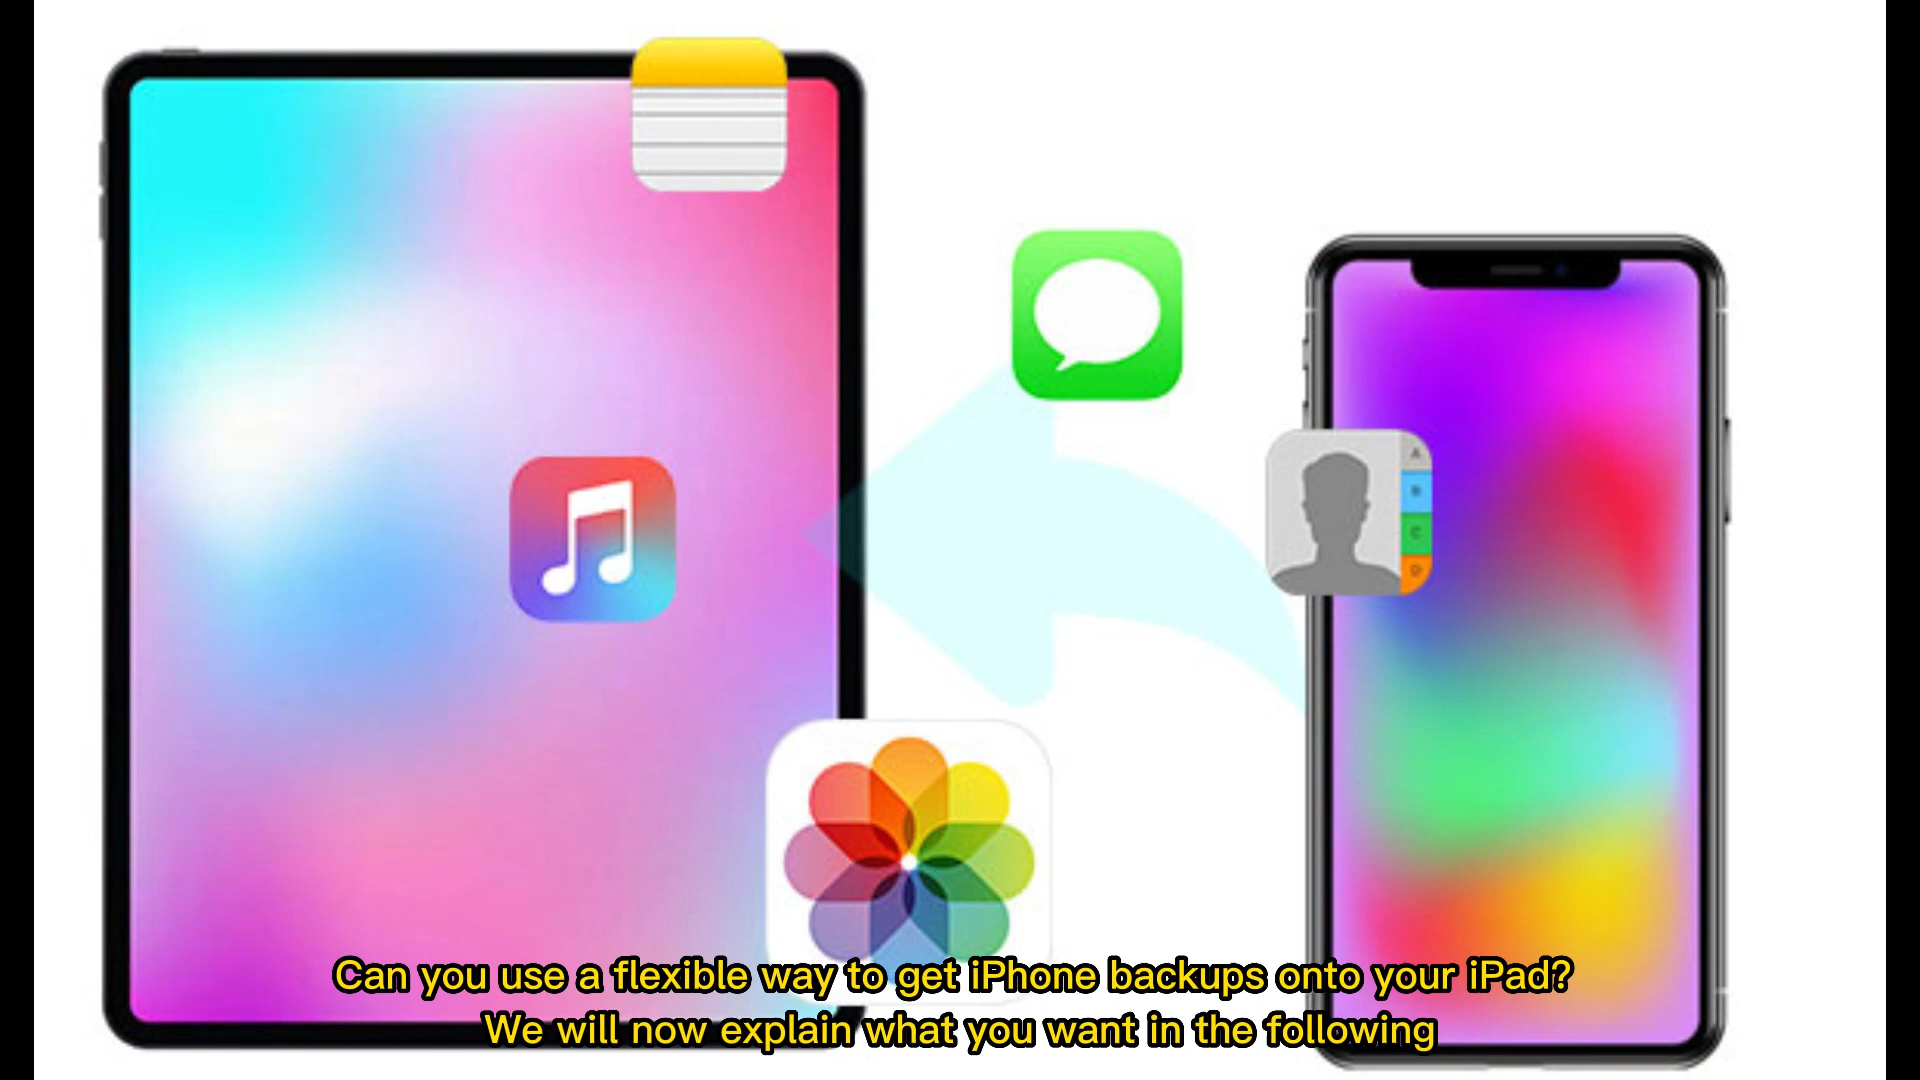 A
B
C
D
Can you use a flexible way to get iPhone backups onto your iPad?
We will now explain what you want in the following